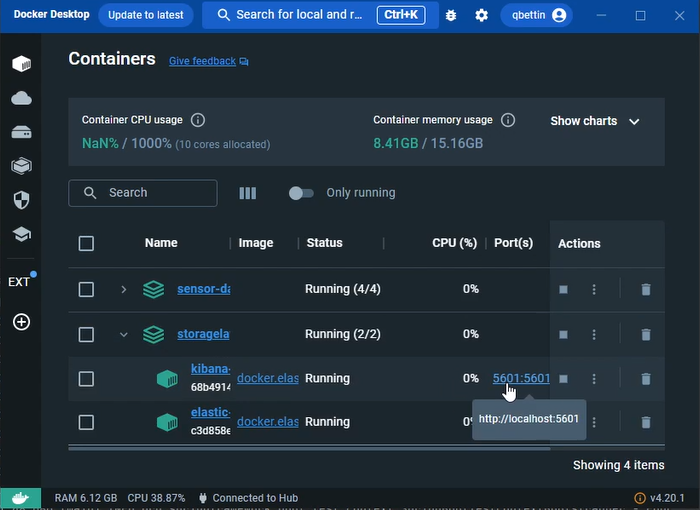 Docker Desktop Update to latest Search for local and r... Ctrl+K qbettin
Containers Give feedback
Container CPU usage Container memory usage Show charts
NaN% / 1000% (10 cores allocated) 8.41GB / 15.16GB
Search Only running
Name Image Status CPU (%) Port(s) Actions
sensor-da Running (4/4) 0%
EXT
storagela Running (2/2) 0%
kibana-
68b4914 docker.elas Running 0% 5601:5601
http://localhost:5601
elastic-
c3d858e docker.elas Running 0%
Showing 4 items
RAM 6.12 GB CPU 38.87% Connected to Hub v4.20.1